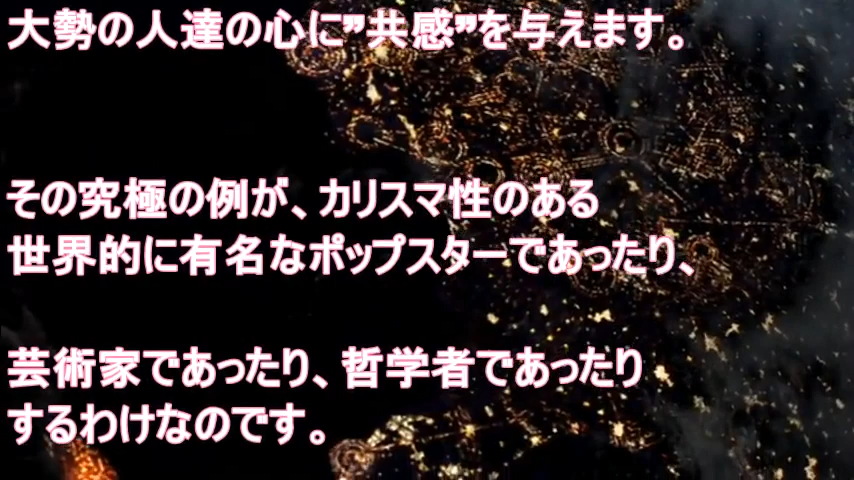 大勢の人達の心に”共感”を与えます。
その究極の例が、カリスマ性のある
世界的に有名なポップスターであったり、
芸術家であったり、哲学者であったり
するわけなのです。